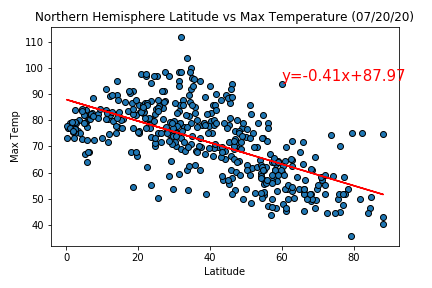 Northern Hemisphere Latitude vs Max Temperature (07/20/20)
110
100
90
80
70
60
50
40
Max Temp
y=-0.41x+87.97
0 20 40 60 80
Latitude